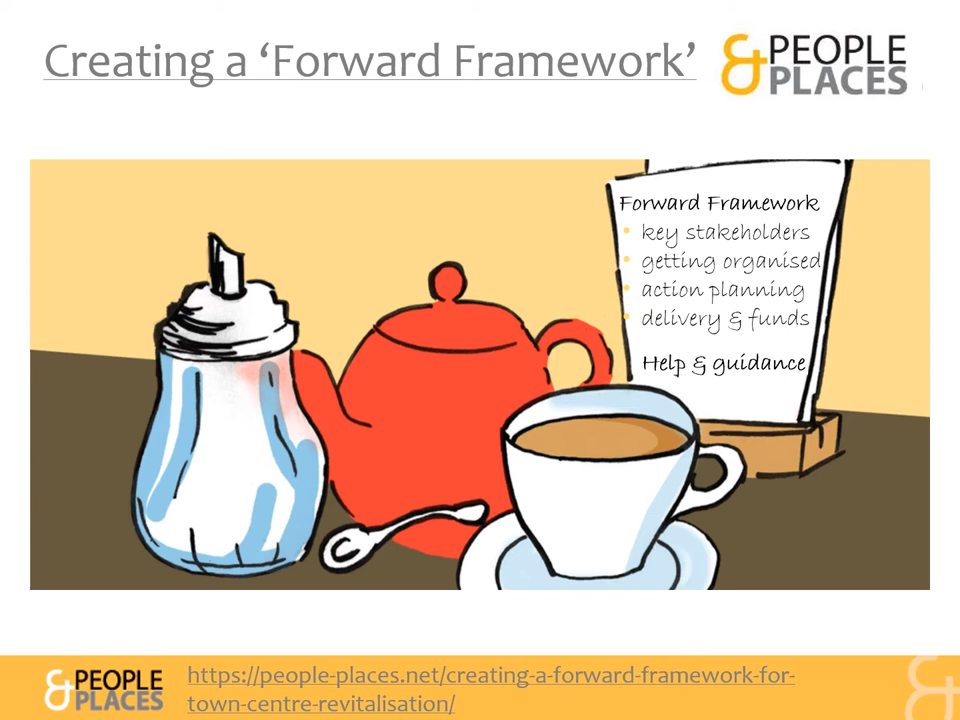 Creating a ‘Forward Framework’
& PEOPLE
PLACES
Forward Framework
• key stakeholders
• getting organised
• action planning
• delivery & funds
Help & guidance
& PEOPLE
PLACES
https://people-places.net/creating-a-forward-framework-for-
town-centre-revitalisation/
&